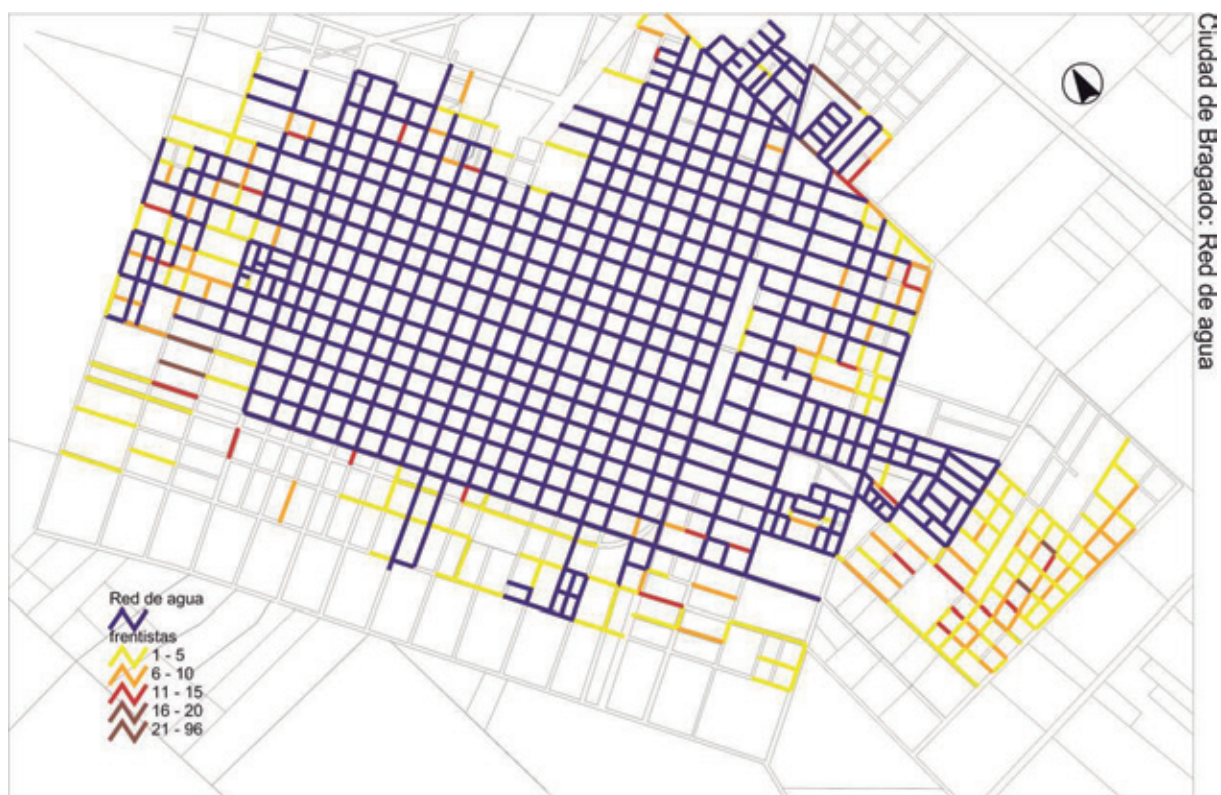 Ciudad de Bragado: Red de agua
Red de agua
frentistas
1 - 5
6 - 10
11 - 15
16 - 20
21 - 96